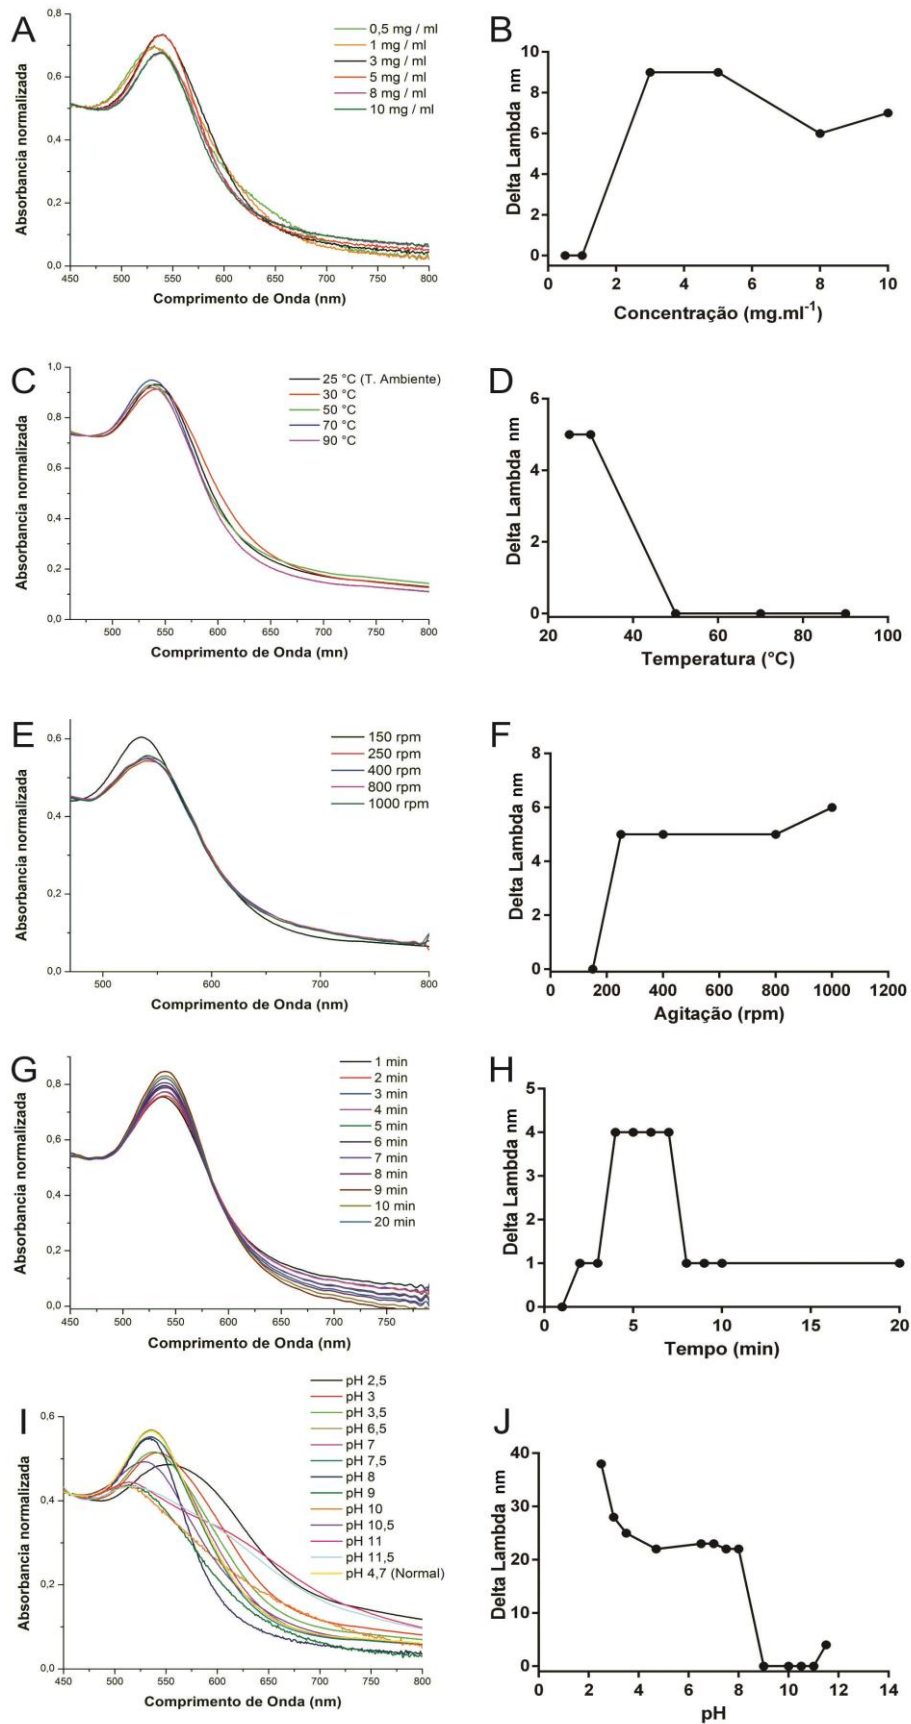 A
Absorbancia normalizada
0,8
0,6
0,4
0,2
0,0
450 500 550 600 650 700 750 800
Comprimento de Onda (nm)
0,5 mg / ml
1 mg / ml
3 mg / ml
5 mg / ml
8 mg / ml
10 mg / ml
B
Delta Lambda nm
10
8
6
4
2
0
0 2 4 6 8 10
Concentração (mg.ml-1)
C
Absorbancia normalizada
1,0
0,8
0,6
0,4
0,2
0,0
500 550 600 650 700 750 800
Comprimento de Onda (mn)
25 °C (T. Ambiente)
30 °C
50 °C
70 °C
90 °C
D
Delta Lambda nm
6
4
2
0
20 40 60 80 100
Temperatura (°C)
E
Absorbancia normalizada
0,6
0,4
0,2
0,0
500 600 700 800
Comprimento de Onda (nm)
150 rpm
250 rpm
400 rpm
800 rpm
1000 rpm
F
Delta Lambda nm
8
6
4
2
0
0 200 400 600 800 1000 1200
Agitação (rpm)
G
Absorbancia normalizada
0,8
0,6
0,4
0,2
0,0
450 500 550 600 650 700 750
Comprimento de Onda (nm)
1 min
2 min
3 min
4 min
5 min
6 min
7 min
8 min
9 min
10 min
20 min
H
Delta Lambda nm
5
4
3
2
1
0
0 5 10 15 20
Tempo (min)
I
Absorbancia normalizada
0,6
0,4
0,2
0,0
450 500 550 600 650 700 750 800
Comprimento de Onda (nm)
pH 2,5
pH 3
pH 3,5
pH 6,5
pH 7
pH 7,5
pH 8
pH 9
pH 10
pH 10,5
pH 11
pH 11,5
pH 4,7 (Normal)
J
Delta Lambda nm
40
30
20
10
0
0 2 4 6 8 10 12 14
pH